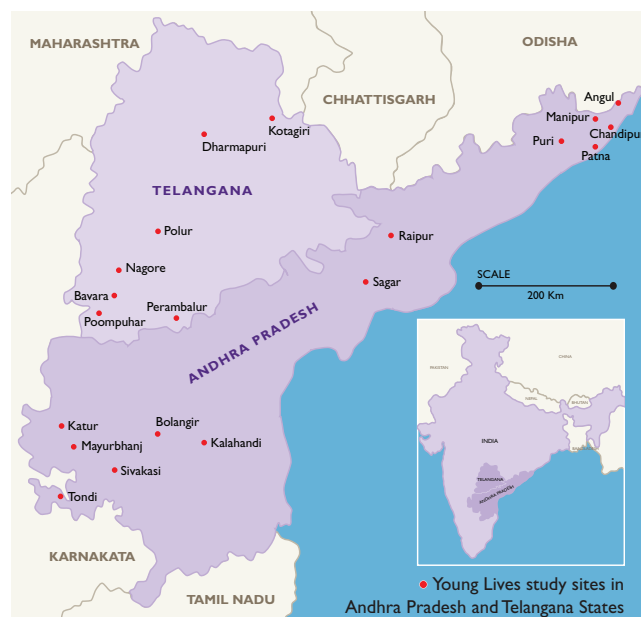 MAHARASHTRA
ODISHA
CHHATTISGARH
Angul
Manipur
Chandipur
Puri
Patna
Kotagiri
Dharmapuri
TELANGANA
Polur
Raipur
Nagore
Sagar
SCALE
200 Km
Bavara
Perambalur
Poompuhar
ANDHRA PRADESH
Katur
Bolangir
Mayurbhanj
Kalahandi
Sivakasi
Tondi
KARNAKATA
TAMIL NADU
PAKISTAN
CHINA
NEPAL
BHUTAN
INDIA
TELANGANA
ANDHRA PRADESH
Young Lives study sites in
Andhra Pradesh and Telangana States